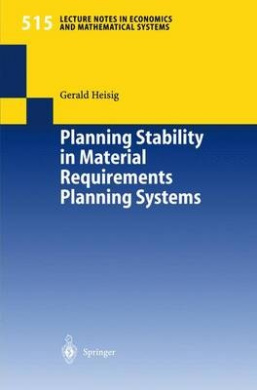 515 LECTURE NOTES IN ECONOMICS
AND MATHEMATICAL SYSTEMS
Gerald Heisig
Planning Stability
in Material
Requirements
Planning Systems
Springer